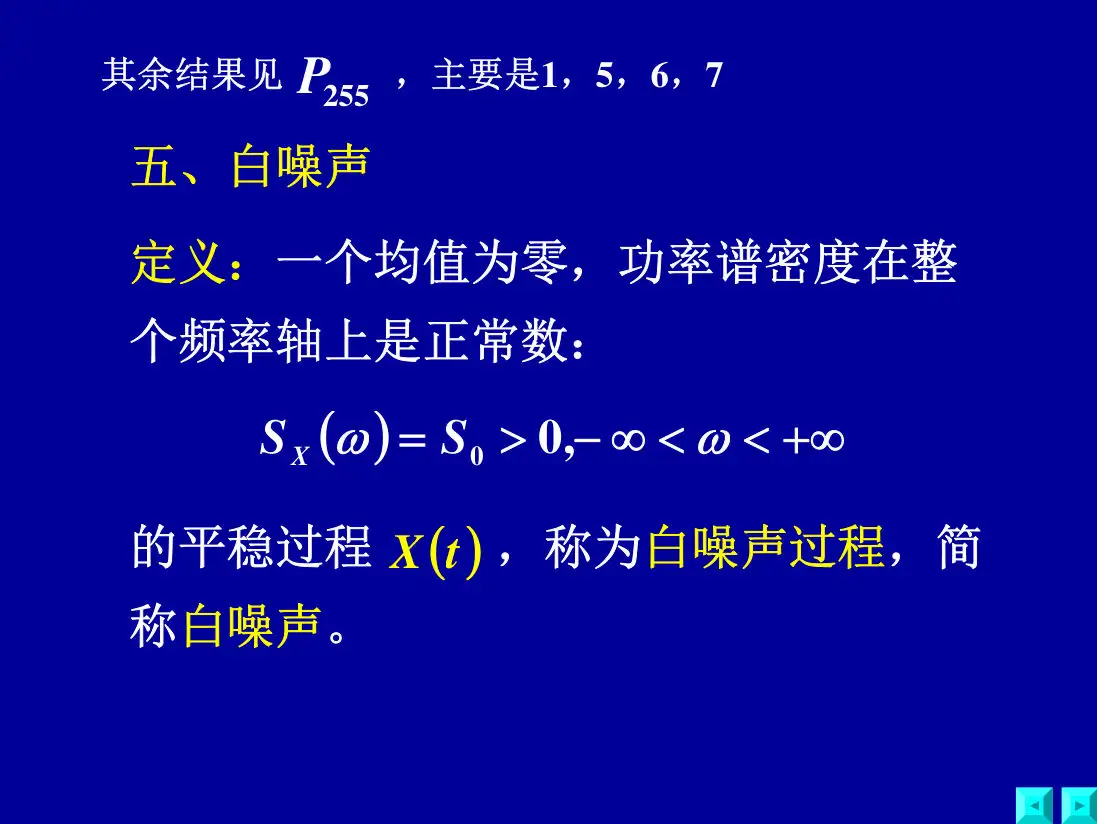 其余结果见 P₂₅₅ ，主要是1，5，6，7
五、白噪声
定义：一个均值为零，功率谱密度在整
个频率轴上是正常数：
S_X(ω) = S₀ > 0,−∞ < ω < +∞
的平稳过程 X(t) ，称为白噪声过程，简
称白噪声。